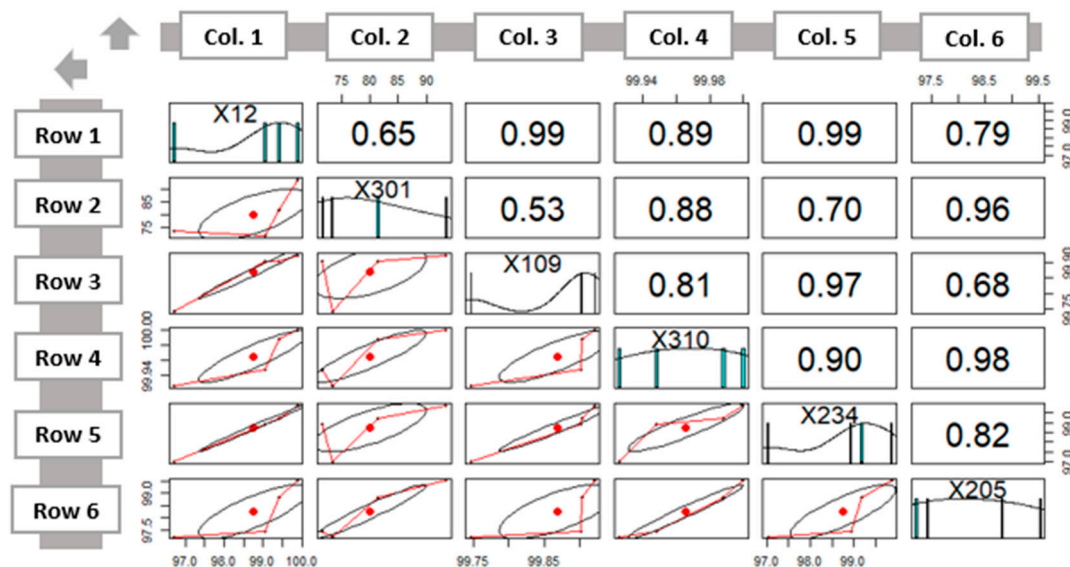 Col. 1 Col. 2 Col. 3 Col. 4 Col. 5 Col. 6
75 80 85 90 99.94 99.98 97.5 98.5 99.5
Row 1 X12 0.65 0.99 0.89 0.99 0.79 97.0 99.0
Row 2 75 85 X301 0.53 0.88 0.70 0.96
Row 3 X109 0.81 0.97 0.68 99.75 99.90
Row 4 99.94 100.00 X310 0.90 0.98
Row 5 X234 0.82 97.0 99.0
Row 6 97.5 99.0 X205
97.0 98.0 99.0 100.0 99.75 99.85 97.0 98.0 99.0